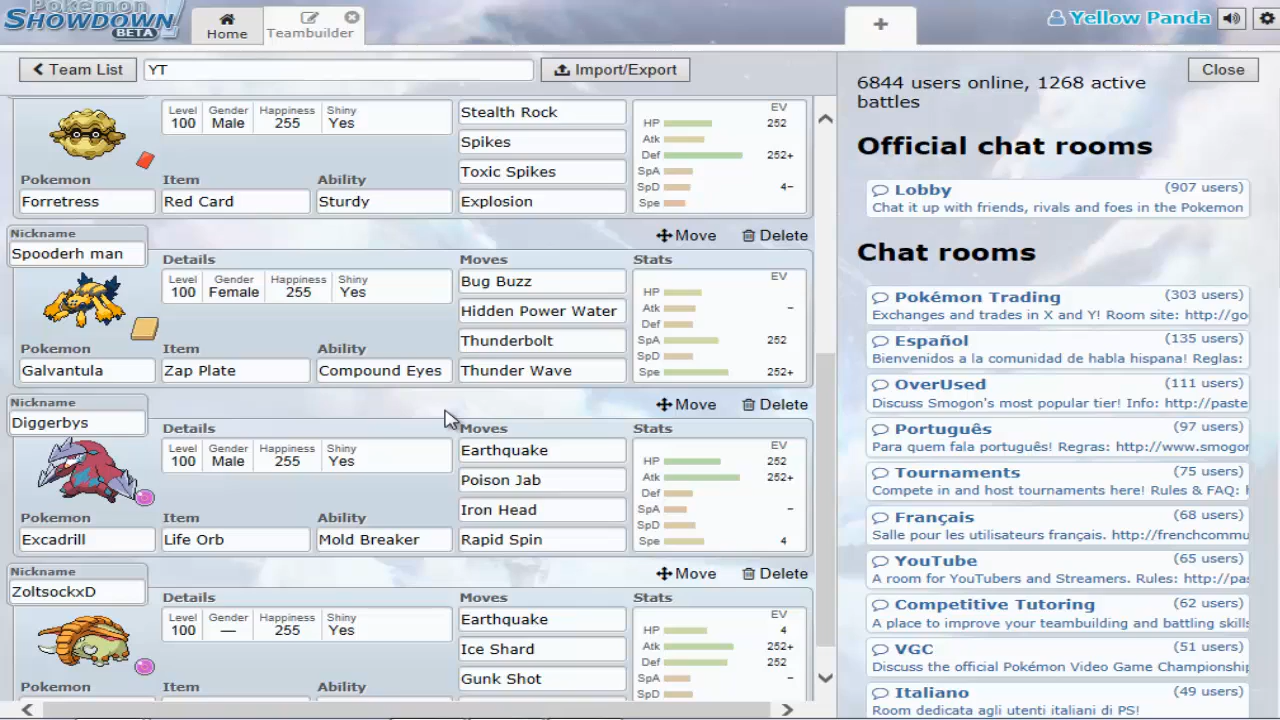 Pokémon
SHOWDOWN
BETA
Home
Teambuilder
+
Yellow Panda
Team List
YT
Import/Export
Close
Level Gender Happiness Shiny
100 Male 255 Yes
Pokemon Item Ability
Forretress Red Card Sturdy
Stealth Rock
Spikes
Toxic Spikes
Explosion
EV
HP 252
Atk
Def 252+
SpA
SpD 4-
Spe
Move Delete
Nickname
Spooderh man
Details Moves Stats
Level Gender Happiness Shiny
100 Female 255 Yes
Pokemon Item Ability
Galvantula Zap Plate Compound Eyes
Bug Buzz
Hidden Power Water
Thunderbolt
Thunder Wave
EV
HP
Atk -
Def
SpA 252
SpD
Spe 252+
Move Delete
Nickname
Diggerbys
Details Moves Stats
Level Gender Happiness Shiny
100 Male 255 Yes
Pokemon Item Ability
Excadrill Life Orb Mold Breaker
Earthquake
Poison Jab
Iron Head
Rapid Spin
EV
HP 252
Atk 252+
Def
SpA -
SpD
Spe 4
Move Delete
Nickname
ZoltsockxD
Details Moves Stats
Level Gender Happiness Shiny
100 — 255 Yes
Pokemon Item Ability
Earthquake
Ice Shard
Gunk Shot
EV
HP 4
Atk 252+
Def 252
SpA -
SpD
6844 users online, 1268 active
battles
Official chat rooms
Lobby (907 users)
Chat it up with friends, rivals and foes in the Pokemon
Chat rooms
Pokémon Trading (303 users)
Exchanges and trades in X and Y! Room site: http://go
Español (135 users)
Bienvenidos a la comunidad de habla hispana! Reglas:
OverUsed (111 users)
Discuss Smogon's most popular tier! Info: http://paste
Português (97 users)
Para quem fala português! Regras: http://www.smogor
Tournaments (75 users)
Compete in and host tournaments here! Rules & FAQ: h
Français (68 users)
Salle pour les utilisateurs français. http://frenchcommu
YouTube (65 users)
A room for YouTubers and Streamers. Rules: http://pas
Competitive Tutoring (62 users)
A place to improve your teambuilding and battling skills
VGC (51 users)
Discuss the official Pokémon Video Game Championship
Italiano (49 users)
Room dedicata agli utenti italiani di PS!